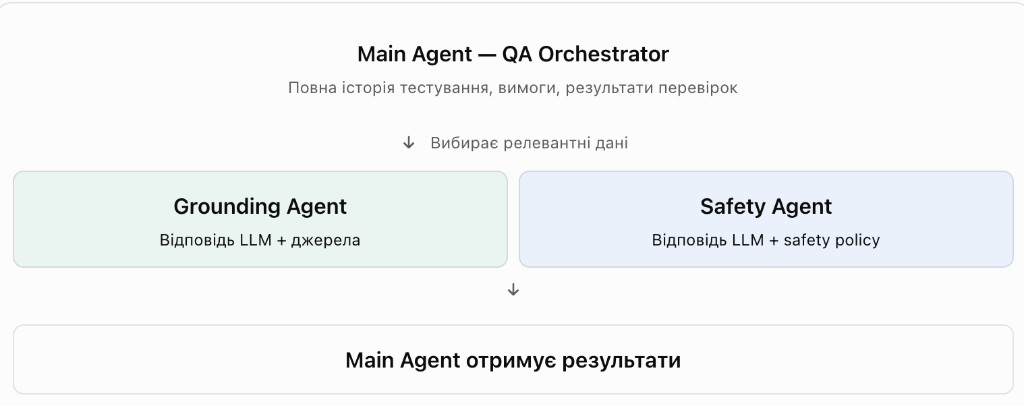 Main Agent — QA Orchestrator
Повна історія тестування, вимоги, результати перевірок
↓ Вибирає релевантні дані
Grounding Agent
Відповідь LLM + джерела
Safety Agent
Відповідь LLM + safety policy
↓
Main Agent отримує результати